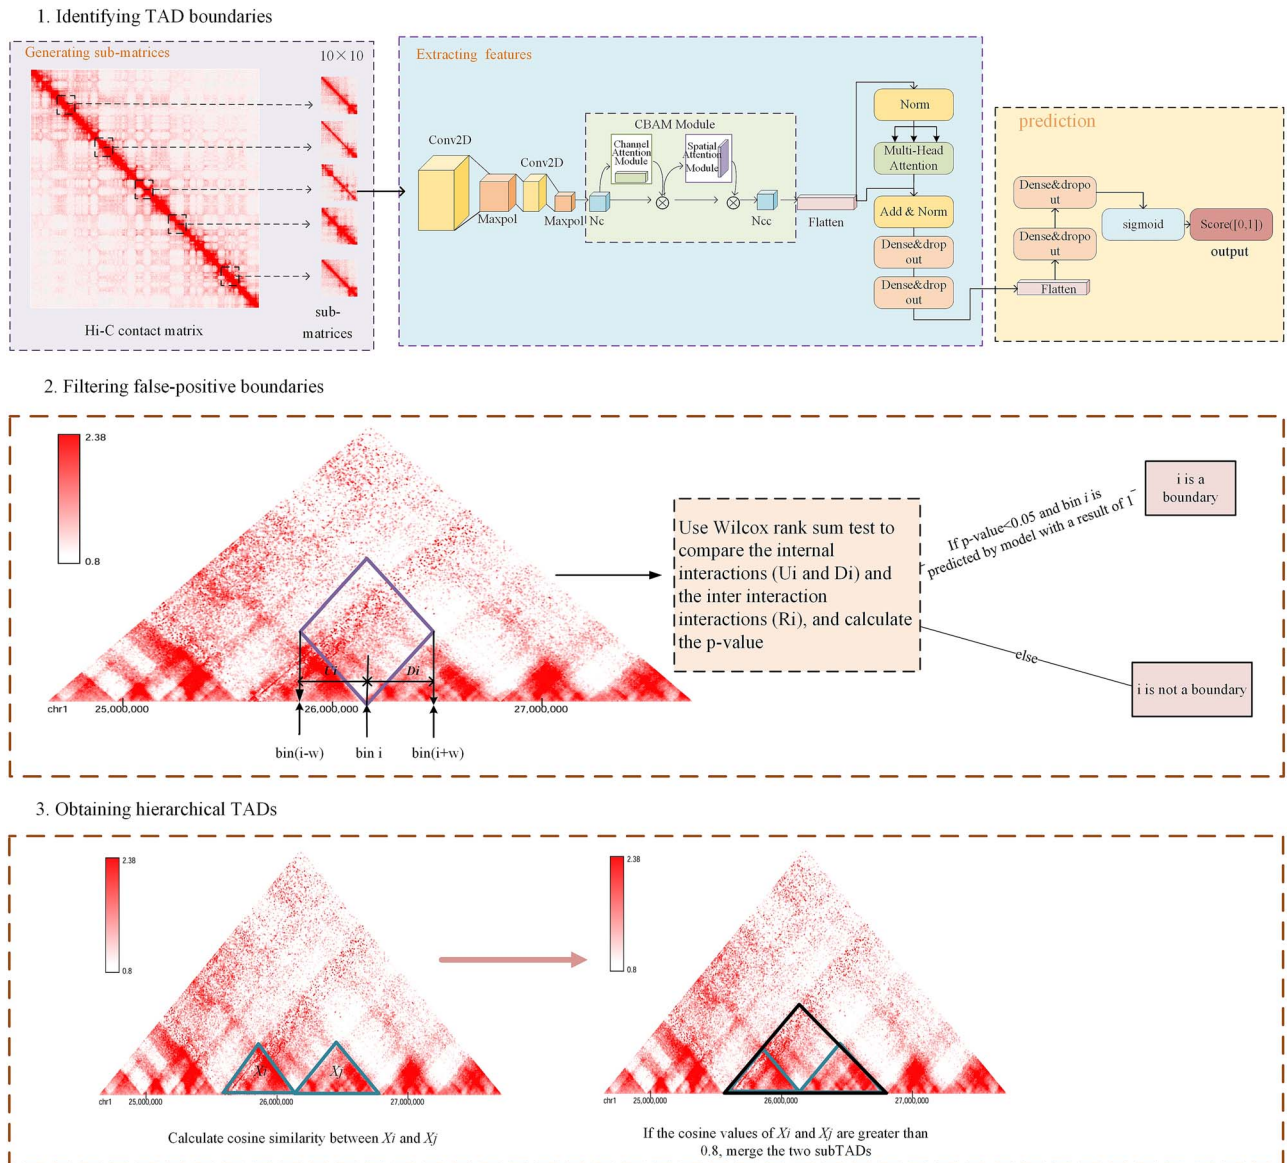 1. Identifying TAD boundaries
Generating sub-matrices
10×10
Hi-C contact matrix
sub-
matrices
Extracting features
Conv2D
Maxpol
Conv2D
Maxpol
Nc
CBAM Module
Channel
Attention
Module
Spatial
Attention
Module
Ncc
Flatten
Norm
Multi-Head
Attention
Add & Norm
Dense&drop
out
Dense&drop
out
prediction
Dense&dropo
ut
Dense&dropo
ut
Flatten
sigmoid
Score([0,1])
output
2. Filtering false-positive boundaries
2.38
0.8
Ui
Di
chr1
25,000,000
26,000,000
27,000,000
bin(i-w)
bin i
bin(i+w)
Use Wilcox rank sum test to
compare the internal
interactions (Ui and Di) and
the inter interaction
interactions (Ri), and calculate
the p-value
If p-value<0.05 and bin i is
predicted by model with a result of 1
else
i is a
boundary
i is not a boundary
3. Obtaining hierarchical TADs
2.38
0.8
Xi
Xj
chr1
25,000,000
26,000,000
27,000,000
Calculate cosine similarity between Xi and Xj
2.38
0.8
chr1
25,000,000
26,000,000
27,000,000
If the cosine values of Xi and Xj are greater than
0.8, merge the two subTADs